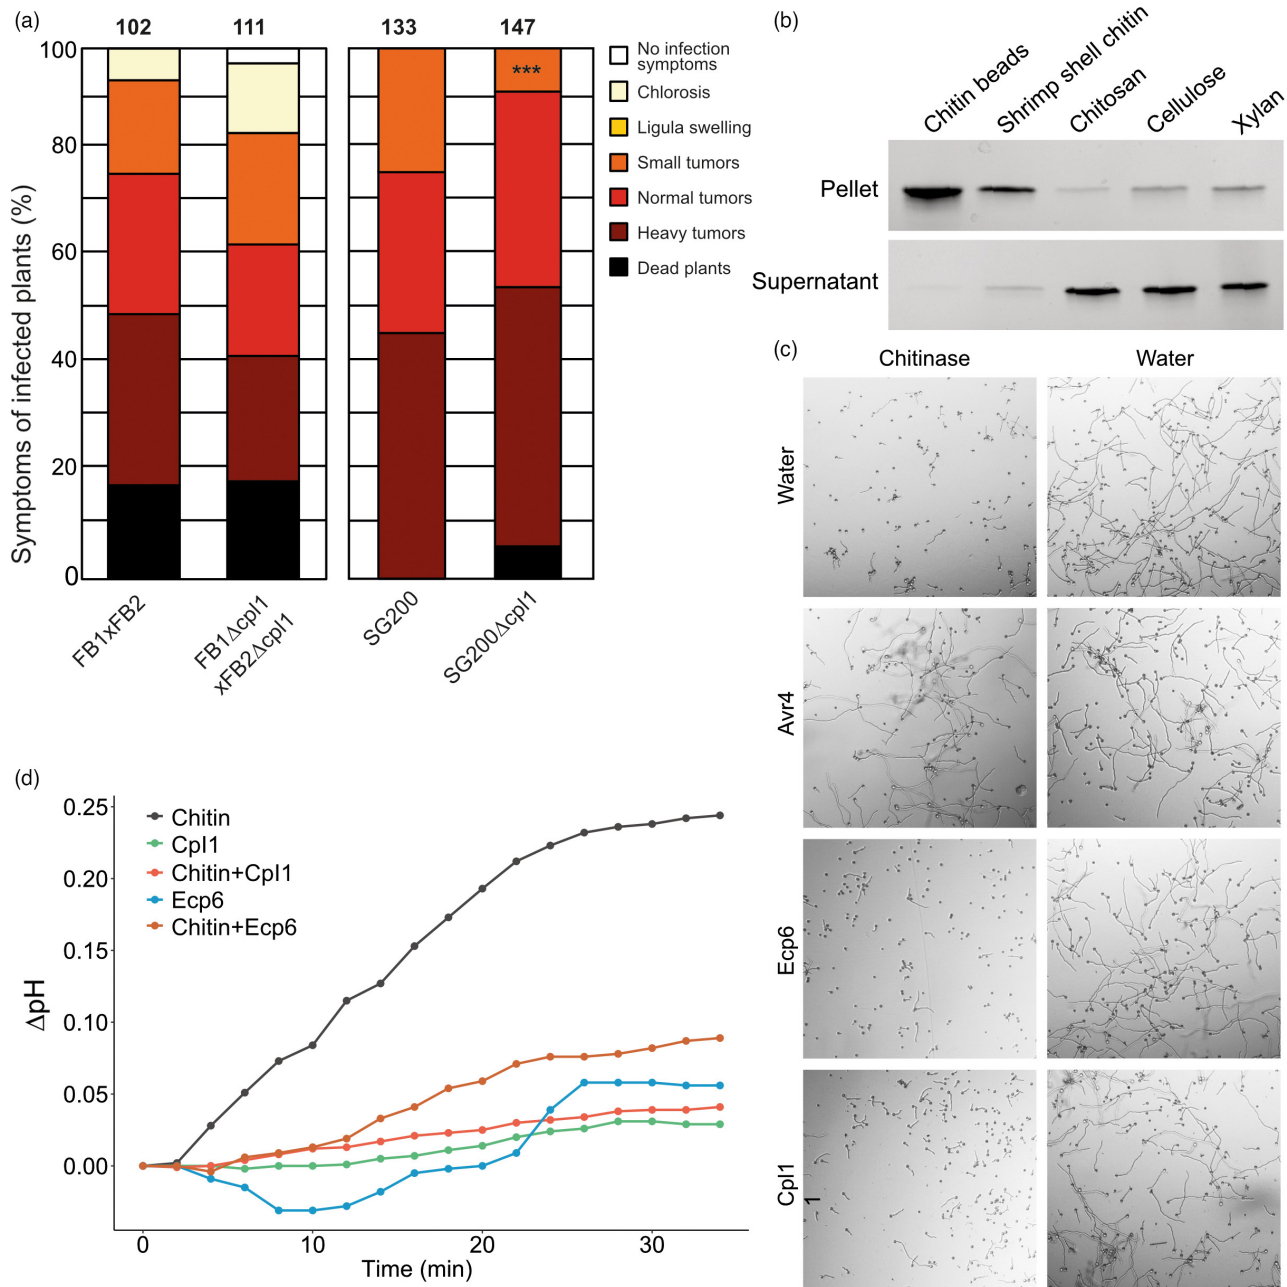 (a)
102
111
133
147
100
80
60
40
20
0
Symptoms of infected plants (%)
***
FB1xFB2
FB1Δcpl1
xFB2Δcpl1
SG200
SG200Δcpl1
No infection
symptoms
Chlorosis
Ligula swelling
Small tumors
Normal tumors
Heavy tumors
Dead plants
(b)
Chitin beads
Shrimp shell chitin
Chitosan
Cellulose
Xylan
Pellet
Supernatant
(c)
Chitinase
Water
Water
Avr4
Ecp6
Cpl1
1
(d)
0.25
0.20
0.15
0.10
0.05
0.00
ΔpH
Chitin
Cpl1
Chitin+Cpl1
Ecp6
Chitin+Ecp6
0
10
20
30
Time (min)